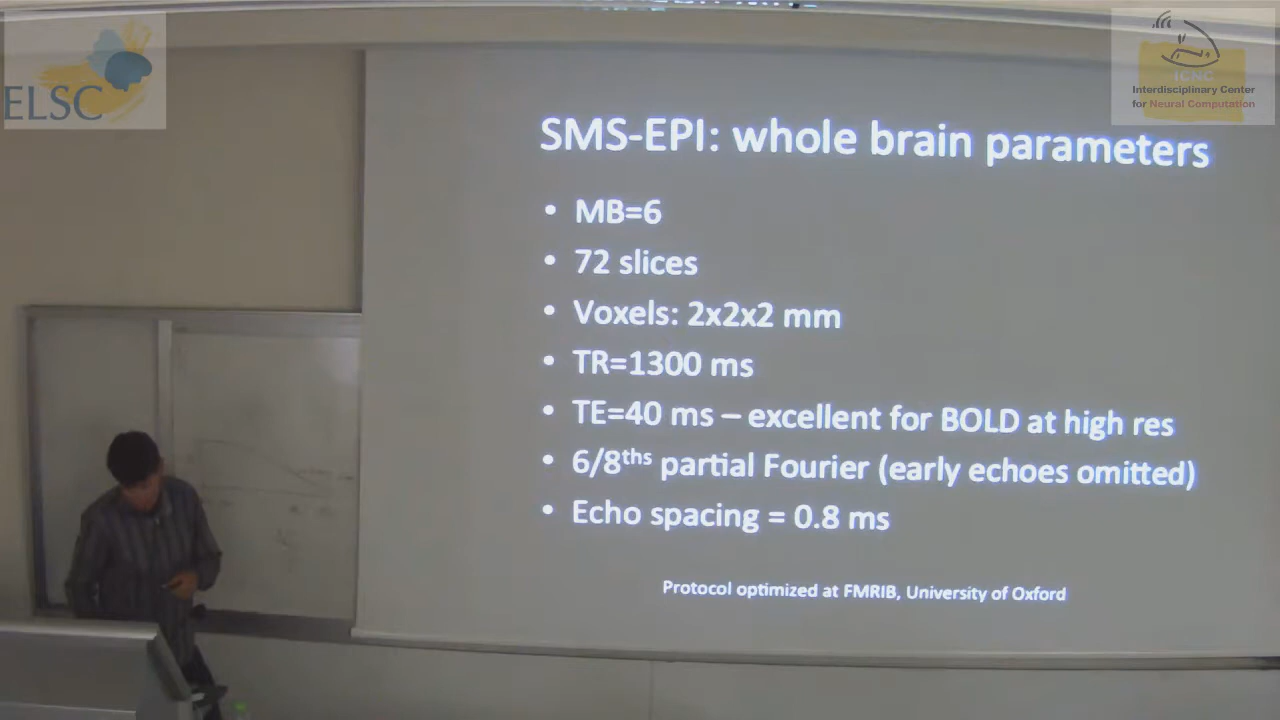 ELSC
ICNC
Interdisciplinary Center
for Neural Computation
SMS-EPI: whole brain parameters
• MB=6
• 72 slices
• Voxels: 2x2x2 mm
• TR=1300 ms
• TE=40 ms – excellent for BOLD at high res
• 6/8ths partial Fourier (early echoes omitted)
• Echo spacing = 0.8 ms
Protocol optimized at FMRIB, University of Oxford